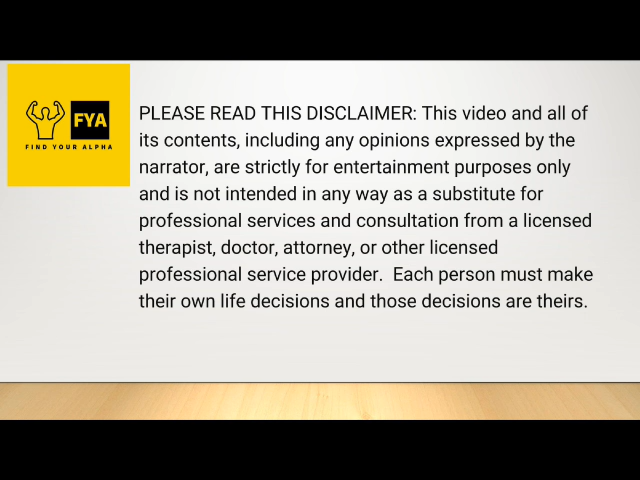 FYA
FIND YOUR ALPHA
PLEASE READ THIS DISCLAIMER: This video and all of
its contents, including any opinions expressed by the
narrator, are strictly for entertainment purposes only
and is not intended in any way as a substitute for
professional services and consultation from a licensed
therapist, doctor, attorney, or other licensed
professional service provider.  Each person must make
their own life decisions and those decisions are theirs.